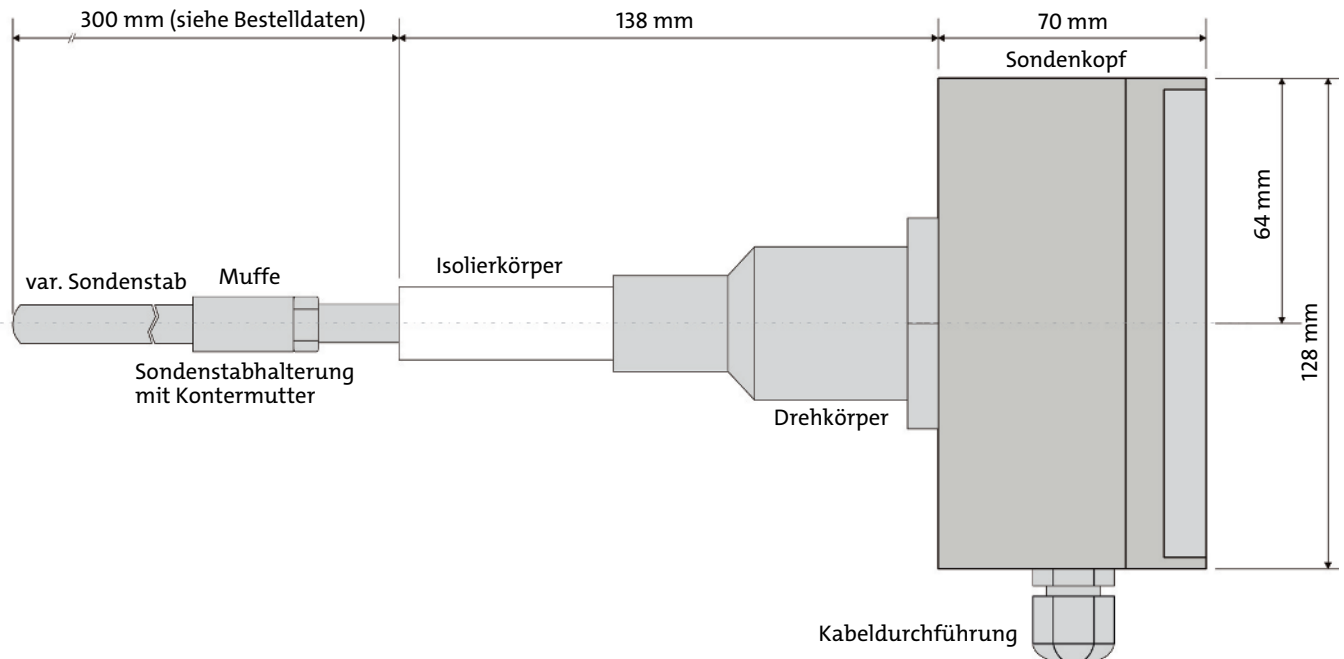 300 mm (siehe Bestelldaten)
138 mm
70 mm
Sondenkopf
64 mm
128 mm
Isolierkörper
var. Sondenstab
Muffe
Sondenstabhalterung
mit Kontermutter
Drehkörper
Kabeldurchführung